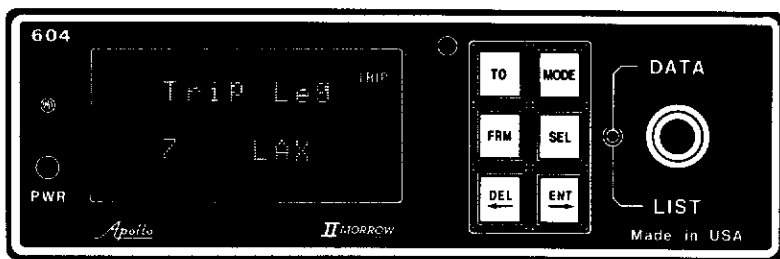 604
TRIP
TriP Leg
7 LAX
PWR
Apollo
II MORROW
TO
MODE
FRM
SEL
DEL
ENT
DATA
LIST
Made in USA